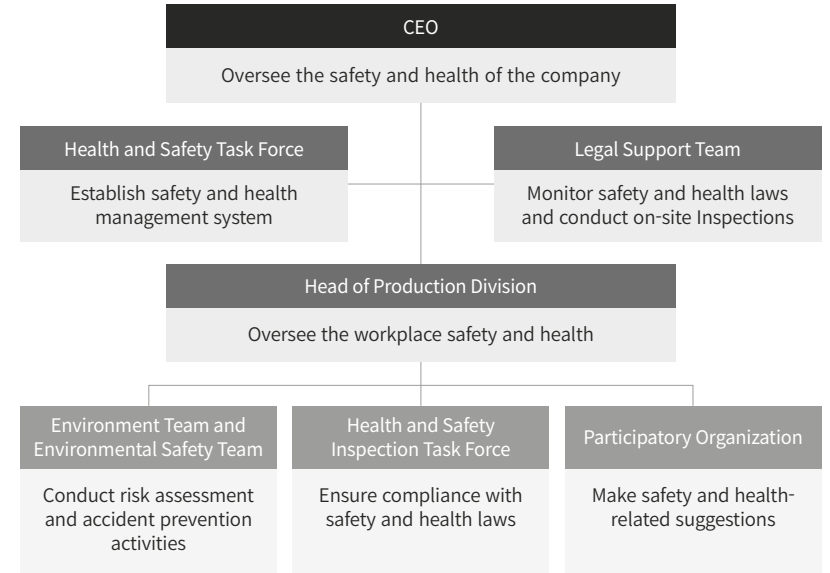 CEO
Oversee the safety and health of the company
Health and Safety Task Force
Establish safety and health
management system
Legal Support Team
Monitor safety and health laws
and conduct on-site Inspections
Head of Production Division
Oversee the workplace safety and health
Environment Team and
Environmental Safety Team
Conduct risk assessment
and accident prevention
activities
Health and Safety
Inspection Task Force
Ensure compliance with
safety and health laws
Participatory Organization
Make safety and health-
related suggestions